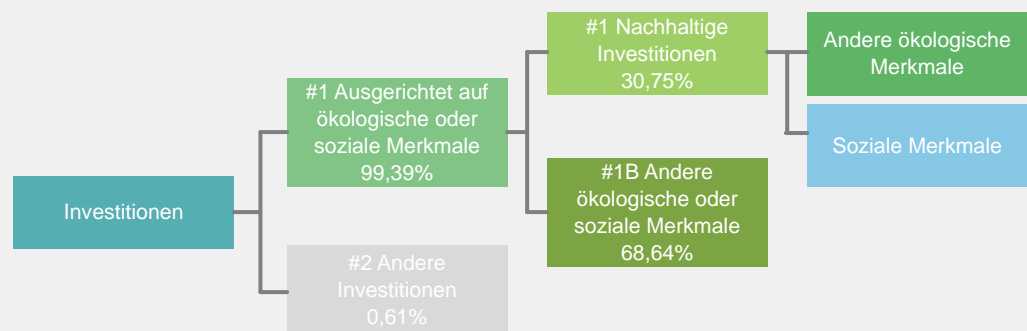 Investitionen
#1 Ausgerichtet auf
ökologische oder
soziale Merkmale
99,39%
#2 Andere
Investitionen
0,61%
#1 Nachhaltige
Investitionen
30,75%
#1B Andere
ökologische oder
soziale Merkmale
68,64%
Andere ökologische
Merkmale
Soziale Merkmale